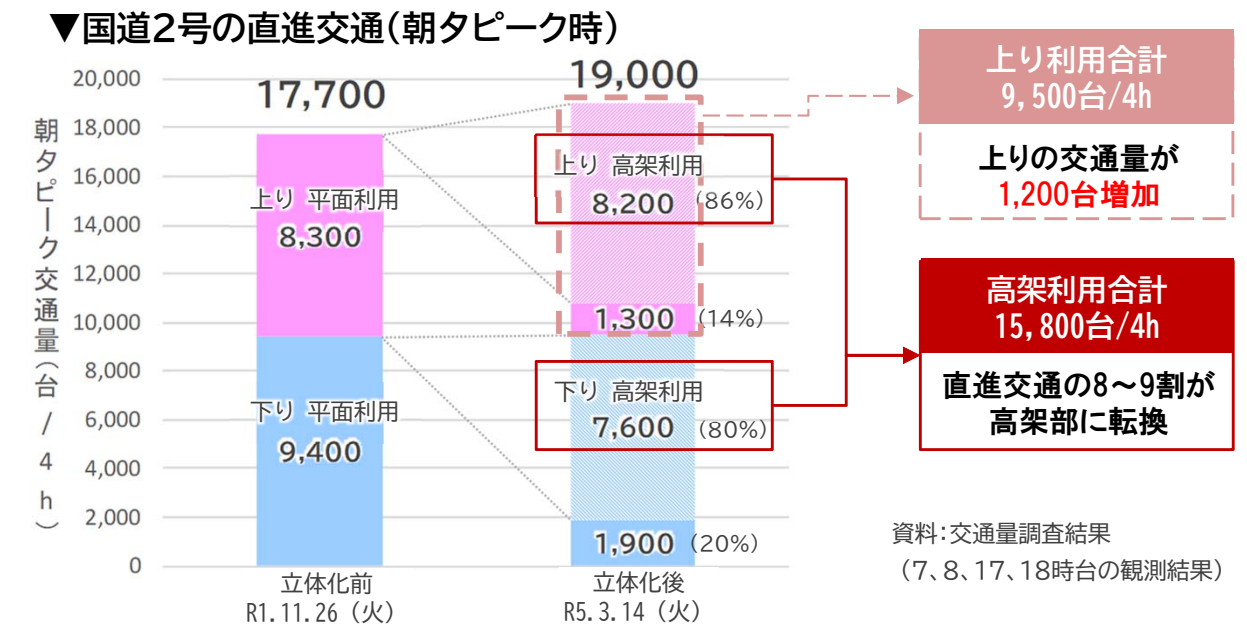 ▼国道2号の直進交通(朝夕ピーク時)
朝夕ピーク交通量(台/4h)
20,000
18,000
16,000
14,000
12,000
10,000
8,000
6,000
4,000
2,000
0
17,700
上り 平面利用
8,300
下り 平面利用
9,400
立体化前
R1.11.26(火)
19,000
上り 高架利用
8,200(86%)
1,300(14%)
下り 高架利用
7,600(80%)
1,900(20%)
立体化後
R5.3.14(火)
上り利用合計
9,500台/4h
上りの交通量が
1,200台増加
高架利用合計
15,800台/4h
直進交通の8~9割が
高架部に転換
資料:交通量調査結果
(7、8、17、18時台の観測結果)